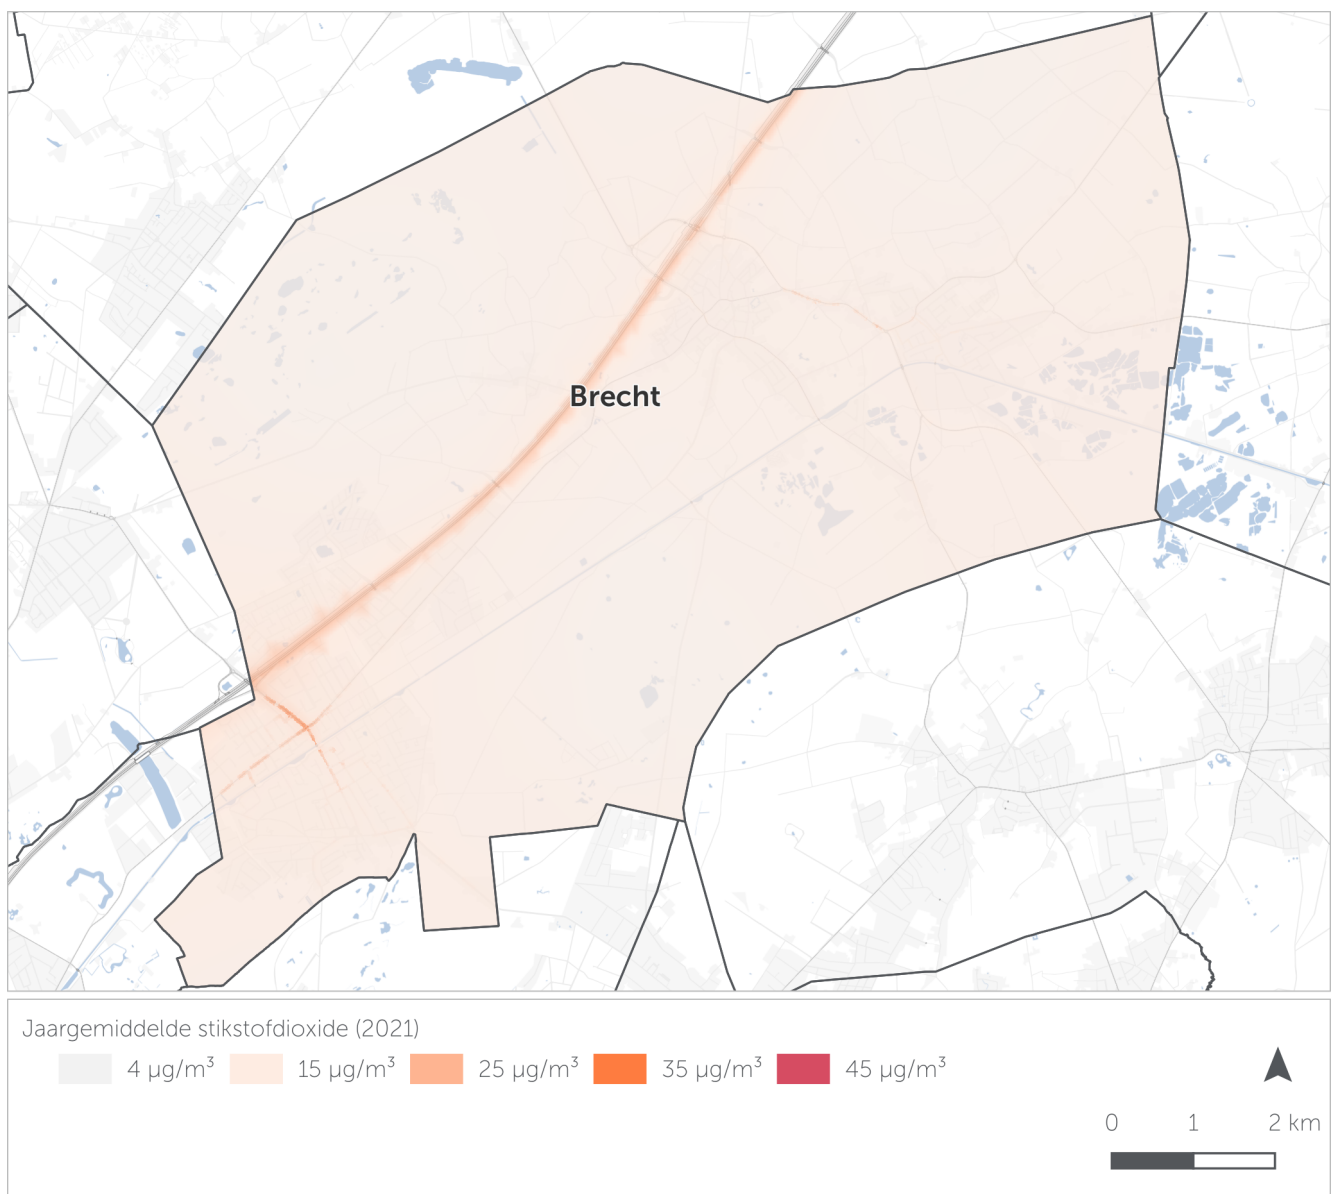 Brecht
Jaargemiddelde stikstofdioxide (2021)
4 µg/m³ 15 µg/m³ 25 µg/m³ 35 µg/m³ 45 µg/m³
0 1 2 km